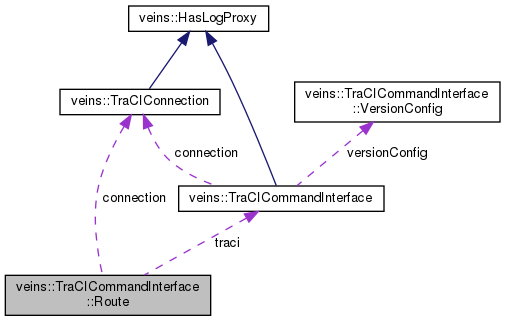 veins::HasLogProxy
veins::TraCIConnection
veins::TraCICommandInterface
::VersionConfig
connection
versionConfig
veins::TraCICommandInterface
connection
traci
veins::TraCICommandInterface
::Route